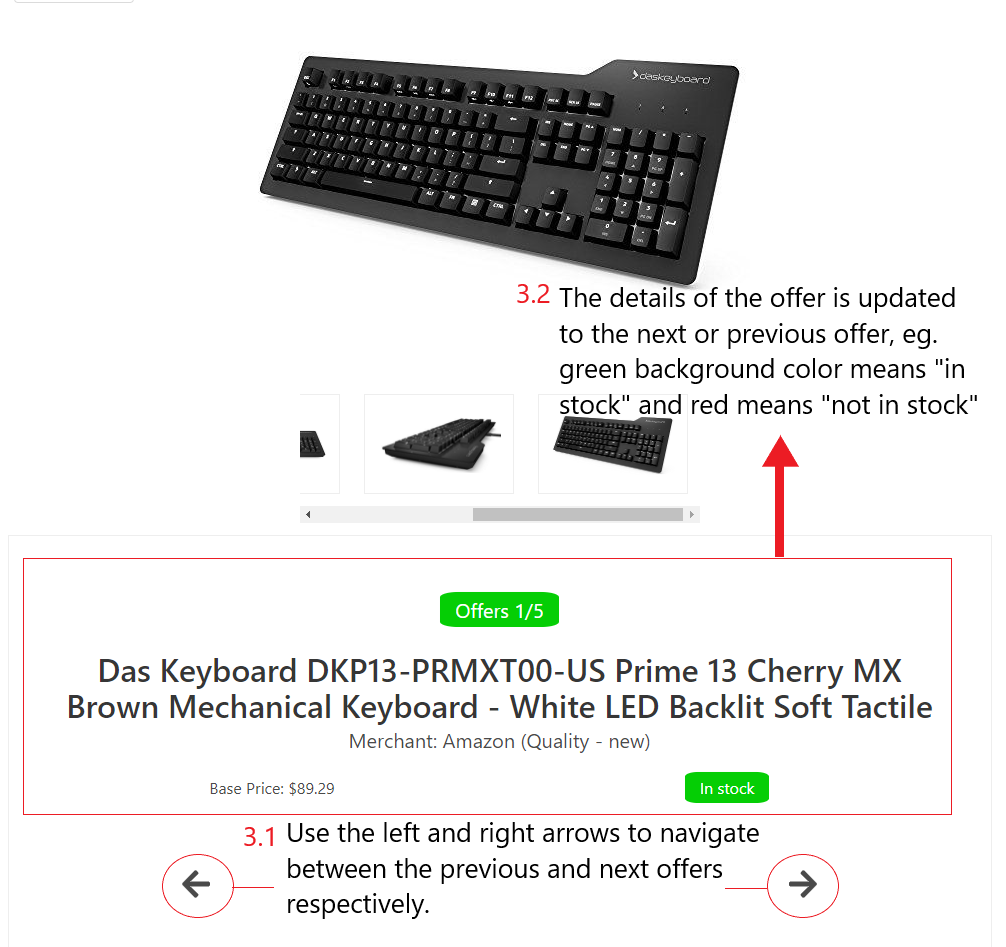 daskeyboard
3.2 The details of the offer is updated
to the next or previous offer, eg.
green background color means "in
stock" and red means "not in stock"
Offers 1/5
Das Keyboard DKP13-PRMXT00-US Prime 13 Cherry MX
Brown Mechanical Keyboard - White LED Backlit Soft Tactile
Merchant: Amazon (Quality - new)
Base Price: $89.29
In stock
3.1 Use the left and right arrows to navigate
between the previous and next offers
respectively.